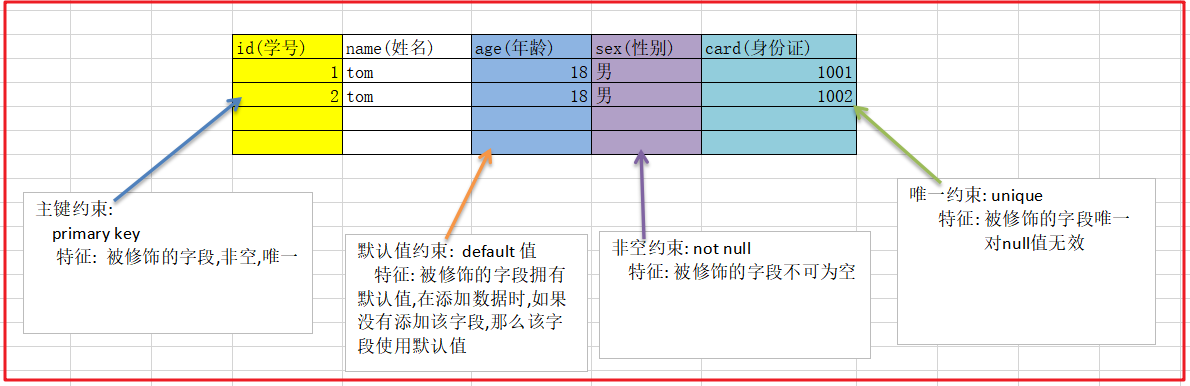 id(学号) name(姓名) age(年龄) sex(性别) card(身份证)
1 tom 18 男 1001
2 tom 18 男 1002
主键约束:
primary key
特征: 被修饰的字段,非空,唯一
默认值约束: default 值
特征: 被修饰的字段拥有
默认值,在添加数据时,如果
没有添加该字段,那么该字
段使用默认值
非空约束: not null
特征: 被修饰的字段不可为空
唯一约束: unique
特征: 被修饰的字段唯一
对null值无效